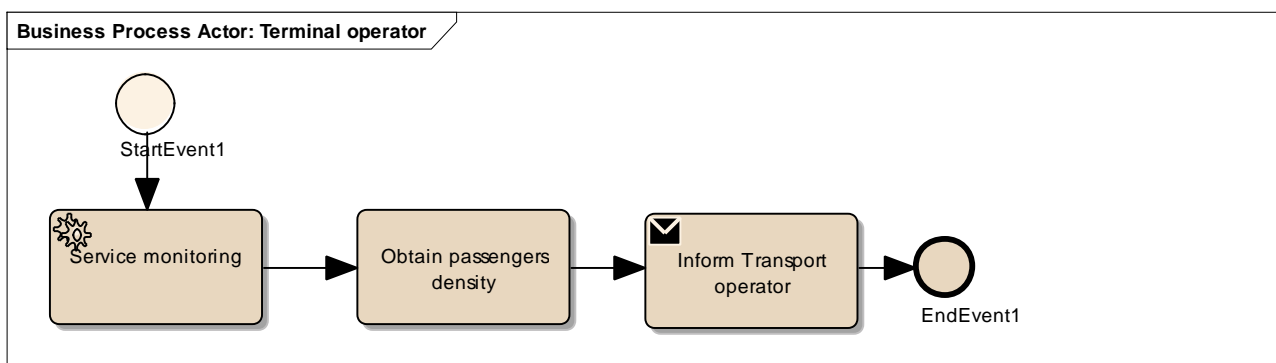 Business Process Actor: Terminal operator
StartEvent1
Service monitoring
Obtain passengers
density
Inform Transport
operator
EndEvent1